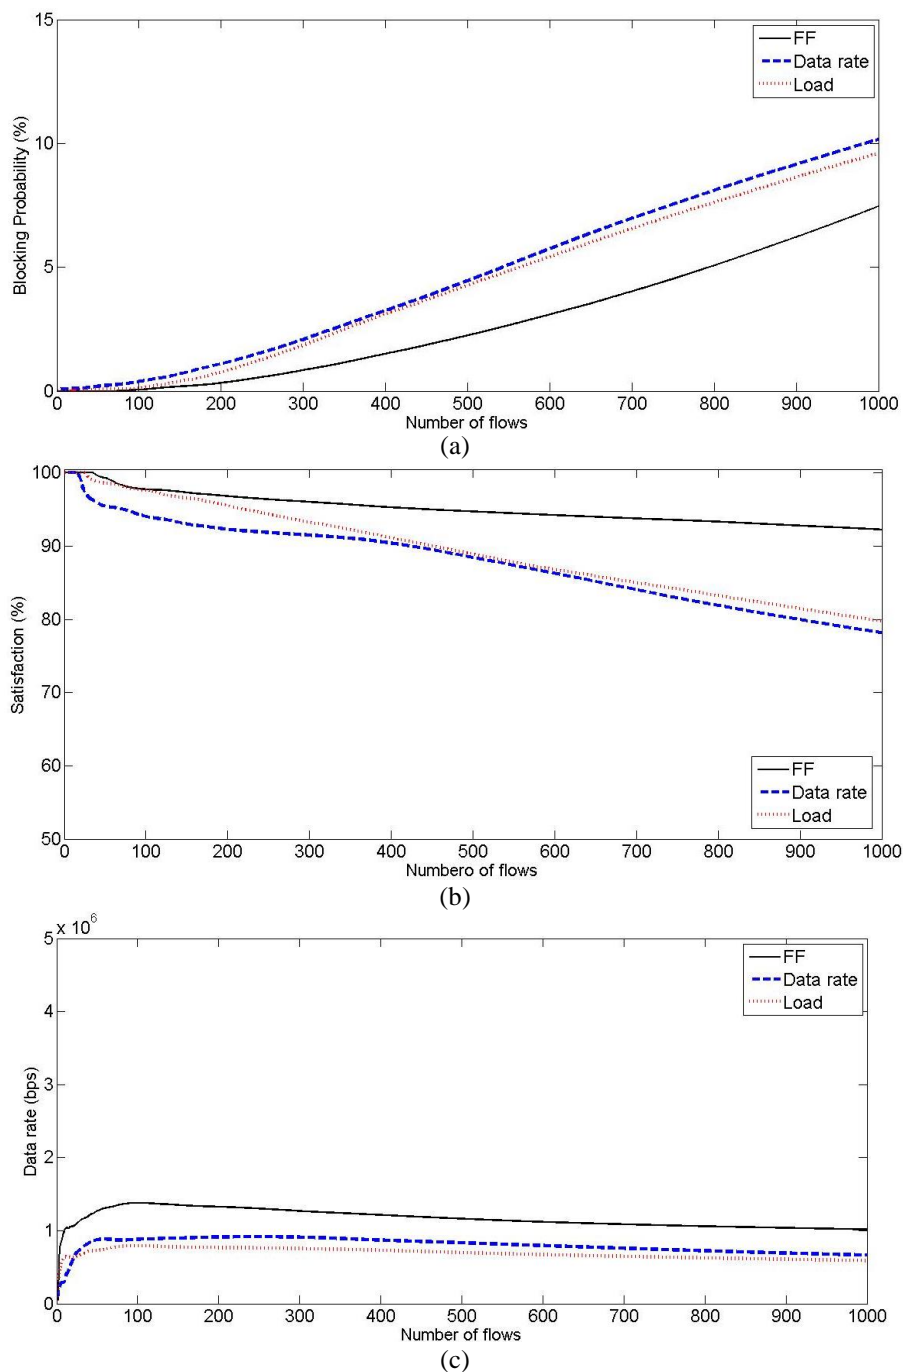 15
10
5
0
Blocking Probability (%)
FF
Data rate
Load
0 100 200 300 400 500 600 700 800 900 1000
Number of flows
(a)
100
90
80
70
60
50
Satisfaction (%)
FF
Data rate
Load
0 100 200 300 400 500 600 700 800 900 1000
Numbero of flows
(b)
x 10^6
5
4
3
2
1
0
Data rate (bps)
FF
Data rate
Load
0 100 200 300 400 500 600 700 800 900 1000
Number of flows
(c)